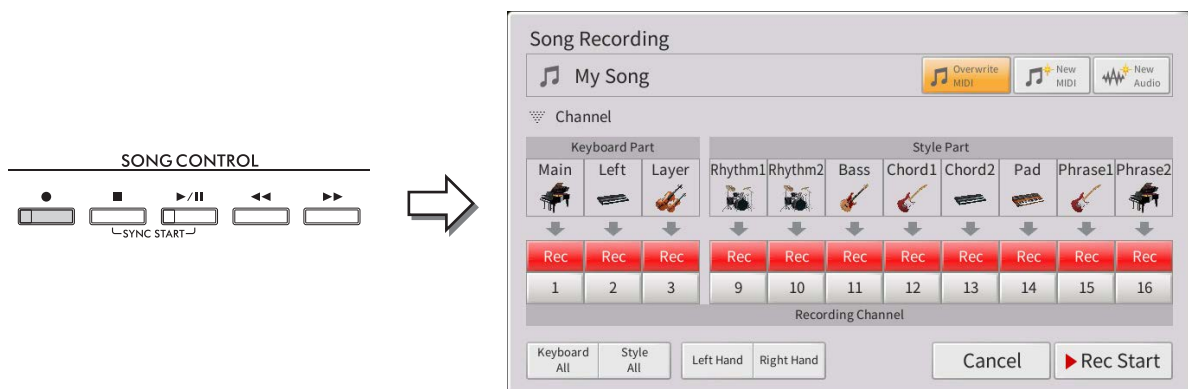 SONG CONTROL
SYNC START
Song Recording
My Song
Overwrite MIDI
New MIDI
New Audio
Channel
Keyboard Part
Style Part
Main Left Layer Rhythm1 Rhythm2 Bass Chord1 Chord2 Pad Phrase1 Phrase2
Rec Rec Rec Rec Rec Rec Rec Rec Rec Rec Rec
1 2 3 9 10 11 12 13 14 15 16
Recording Channel
Keyboard All
Style All
Left Hand
Right Hand
Cancel
Rec Start